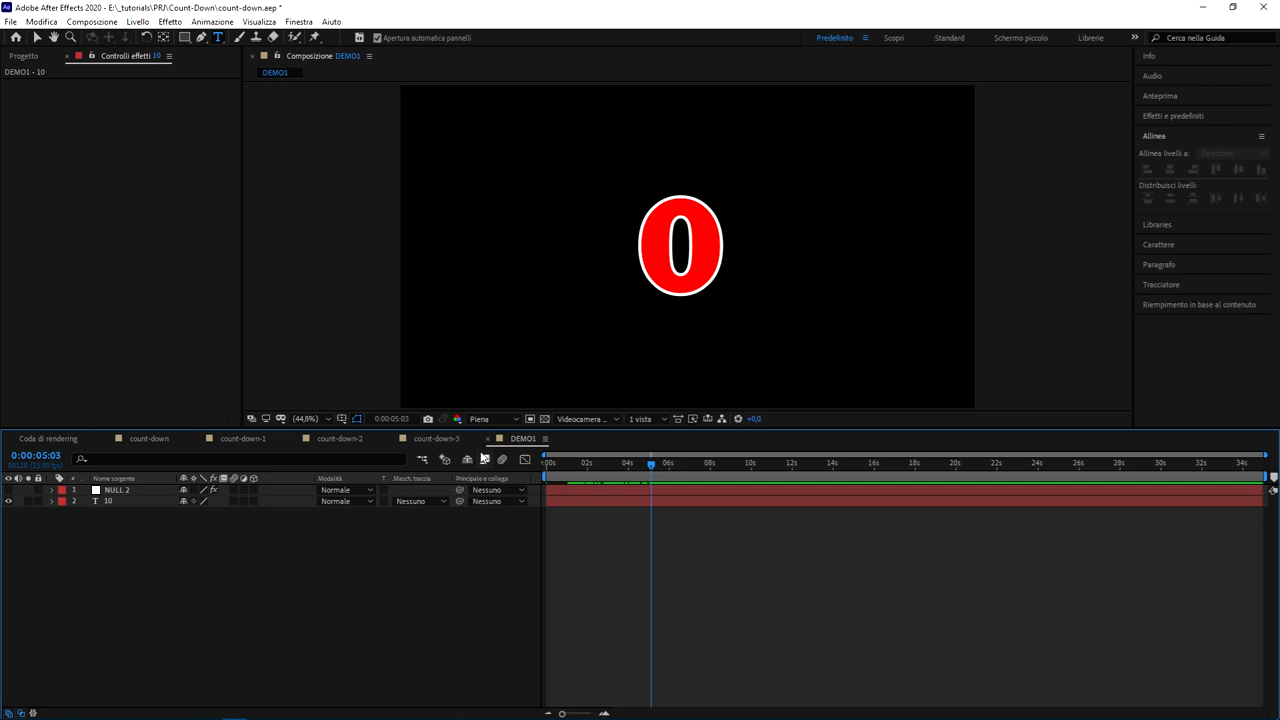 Adobe After Effects 2020 - E:\_tutorials\PRJ\Count-Down\count-down.aep *
File Modifica Composizione Livello Effetto Animazione Visualizza Finestra Aiuto
Apertura automatica pannelli Predefinito Scopri Standard Schermo piccolo Librerie Cerca nella Guida
Progetto Controlli effetti 10 Composizione DEMO1
DEMO1 • 10
DEMO1
Info
Audio
Anteprima
Effetti e predefiniti
Allinea
Allinea livelli a: Selezione
Distribuisci livelli:
Libraries
Carattere
Paragrafo
Tracciatore
Riempimento in base al contenuto
0
(44,8%) 0:00:05:03 Piena Videocamera ... 1 vista +0,0
Coda di rendering count-down count-down-1 count-down-2 count-down-3 DEMO1
0:00:05:03
00128 (25.00 fps)
:00s 02s 04s 06s 08s 10s 12s 14s 16s 18s 20s 22s 24s 26s 28s 30s 32s 34s
# Nome sorgente fx Modalità T .Masch. traccia Principale e collega
1 NULL 2 fx Normale Nessuno
2 T 10 Normale Nessuno Nessuno